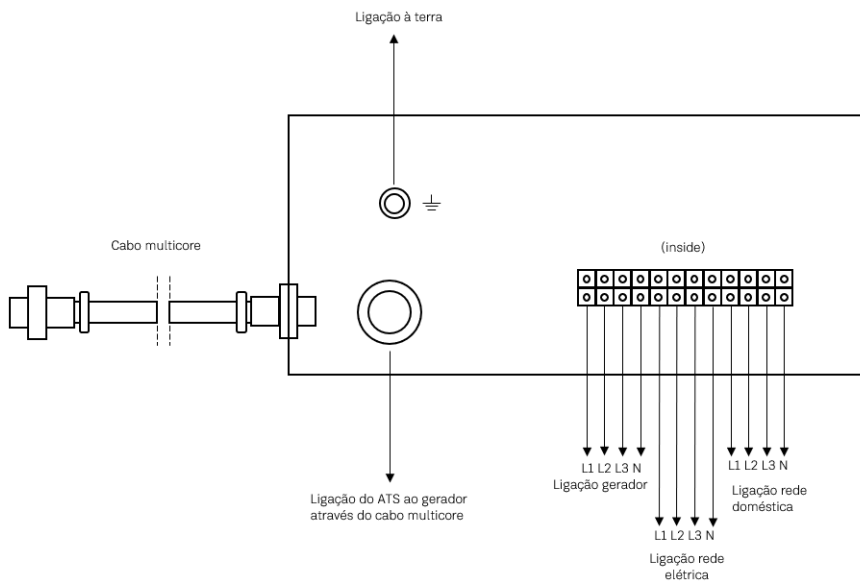 Ligação à terra
Cabo multicore
(inside)
L1 L2 L3 N
Ligação gerador
L1 L2 L3 N
Ligação rede
doméstica
Ligação do ATS ao gerador
através do cabo multicore
L1 L2 L3 N
Ligação rede
elétrica